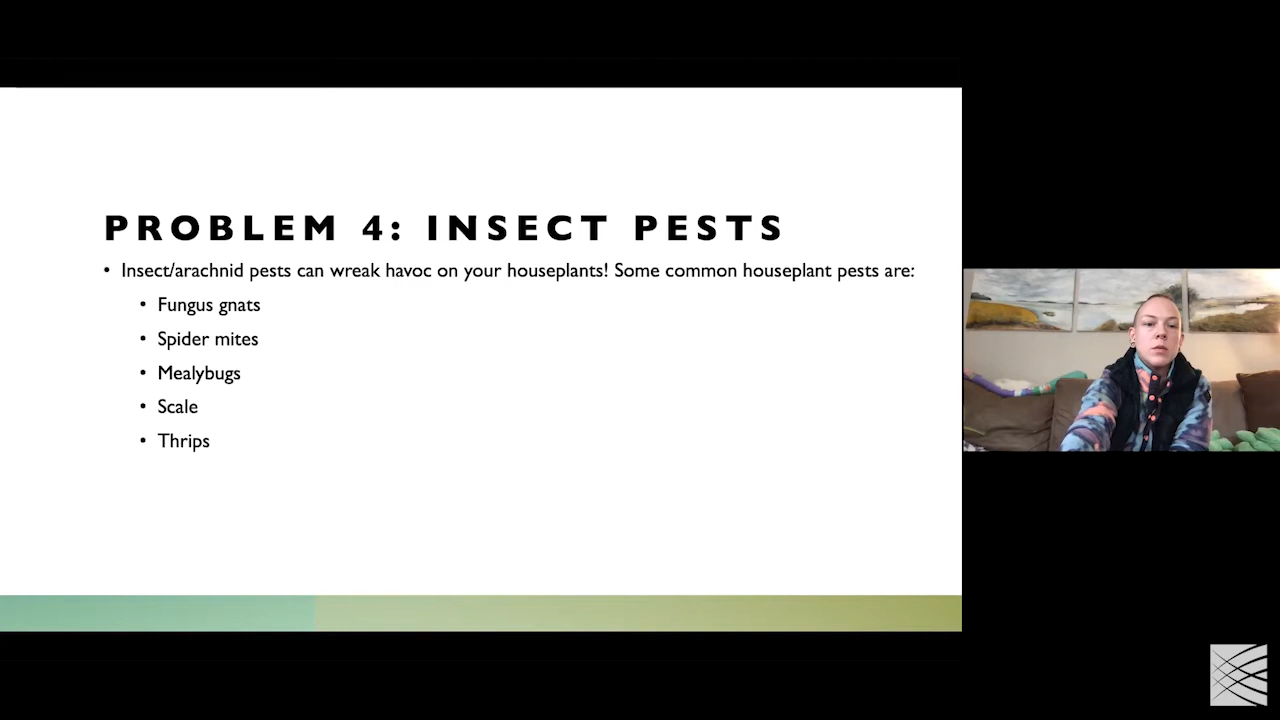 PROBLEM 4: INSECT PESTS
• Insect/arachnid pests can wreak havoc on your houseplants! Some common houseplant pests are:
• Fungus gnats
• Spider mites
• Mealybugs
• Scale
• Thrips